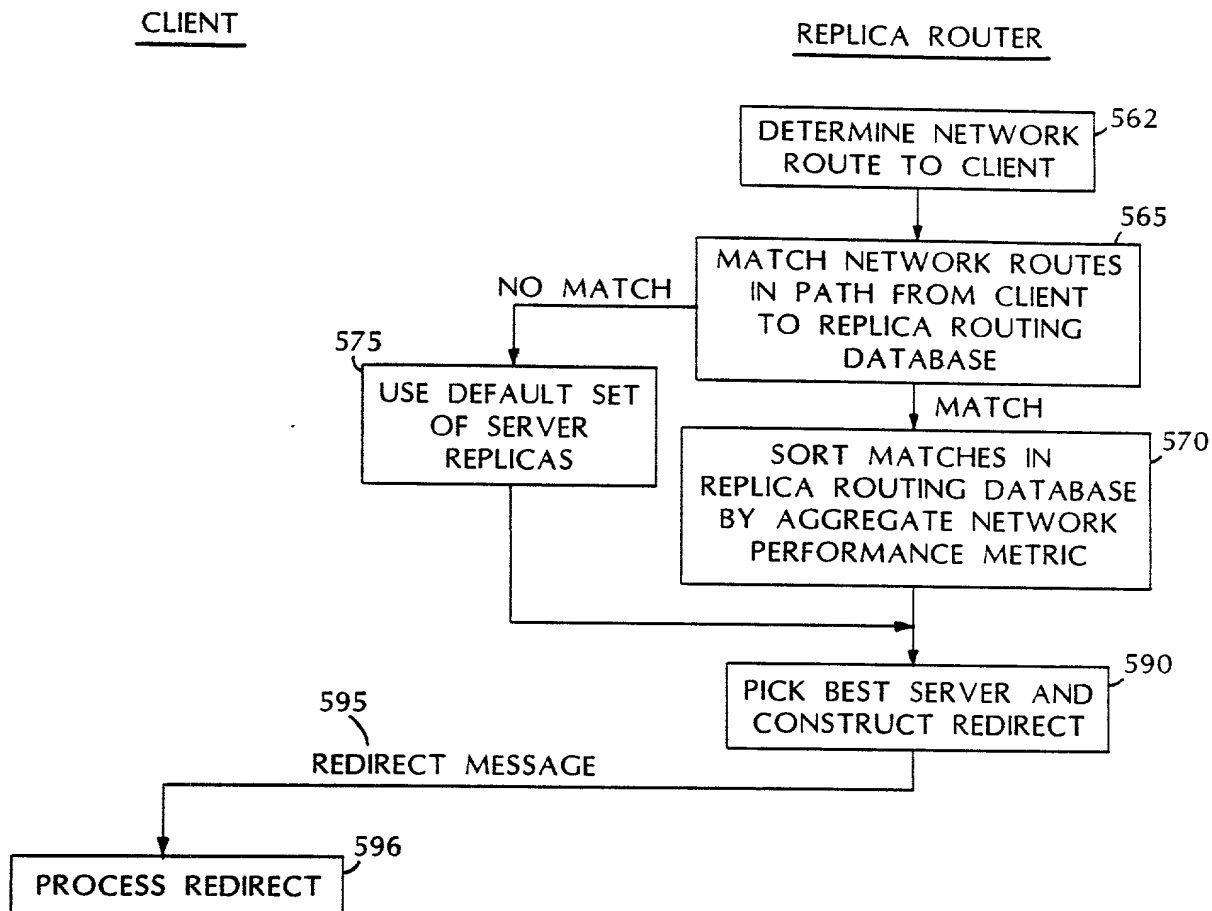 CLIENT
REPLICA ROUTER
562
DETERMINE NETWORK
ROUTE TO CLIENT
565
MATCH NETWORK ROUTES
IN PATH FROM CLIENT
TO REPLICA ROUTING
DATABASE
NO MATCH
575
USE DEFAULT SET
OF SERVER
REPLICAS
MATCH
570
SORT MATCHES IN
REPLICA ROUTING DATABASE
BY AGGREGATE NETWORK
PERFORMANCE METRIC
590
PICK BEST SERVER AND
CONSTRUCT REDIRECT
595
REDIRECT MESSAGE
596
PROCESS REDIRECT